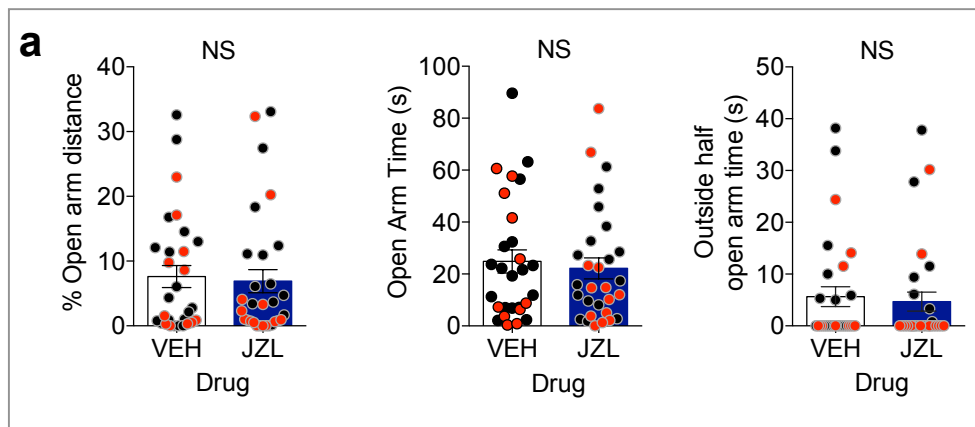 a
NS
% Open arm distance
40
30
20
10
0
VEH JZL
Drug
NS
Open Arm Time (s)
100
80
60
40
20
0
VEH JZL
Drug
NS
Outside half
open arm time (s)
50
40
30
20
10
0
VEH JZL
Drug